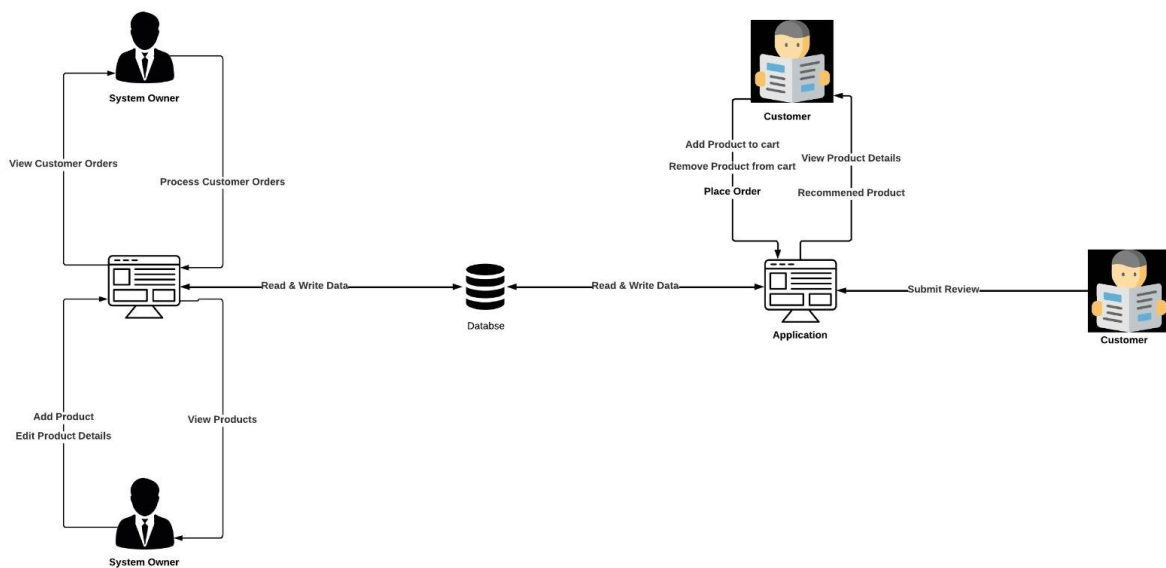 System Owner
View Customer Orders
Process Customer Orders
Read & Write Data
Add Product
Edit Product Details
View Products
System Owner
Databse
Read & Write Data
Customer
Add Product to cart
Remove Product from cart
Place Order
View Product Details
Recommened Product
Application
Submit Review
Customer